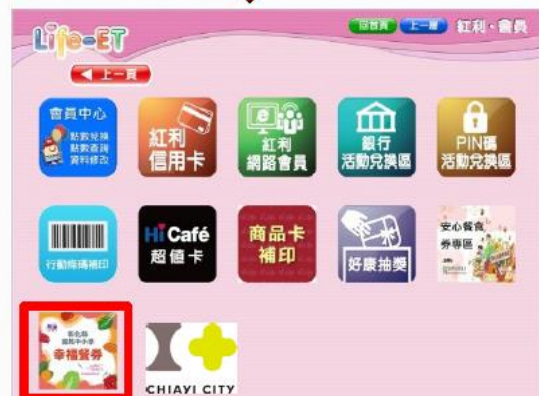 Life-ET
回首頁 上一層 紅利・會員
上一頁
會員中心
點數兌換
點數查詢
資料修改
紅利
信用卡
紅利
網路會員
銀行
活動兌換區
PIN碼
活動兌換區
行動條碼補印
Hi Café
超值卡
商品卡
補印
好康抽獎
安心餐食
券專區
彰化縣
國民中小學
幸福餐券
CHIAYI CITY